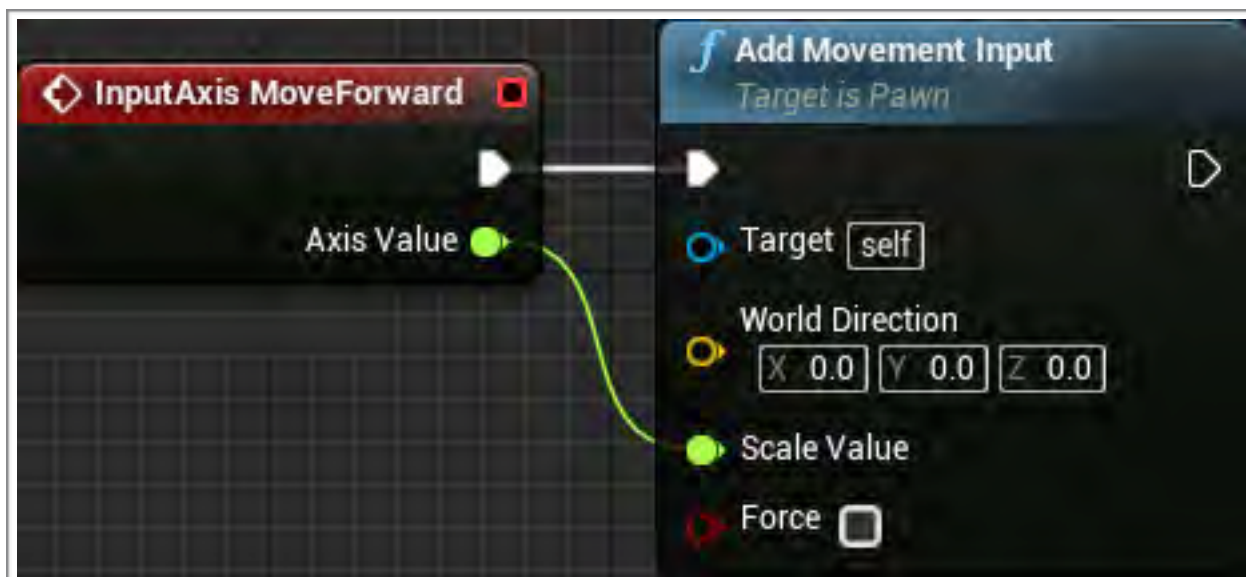 InputAxis MoveForward
Axis Value
f Add Movement Input
Target is Pawn
Target self
World Direction
X 0.0 Y 0.0 Z 0.0
Scale Value
Force